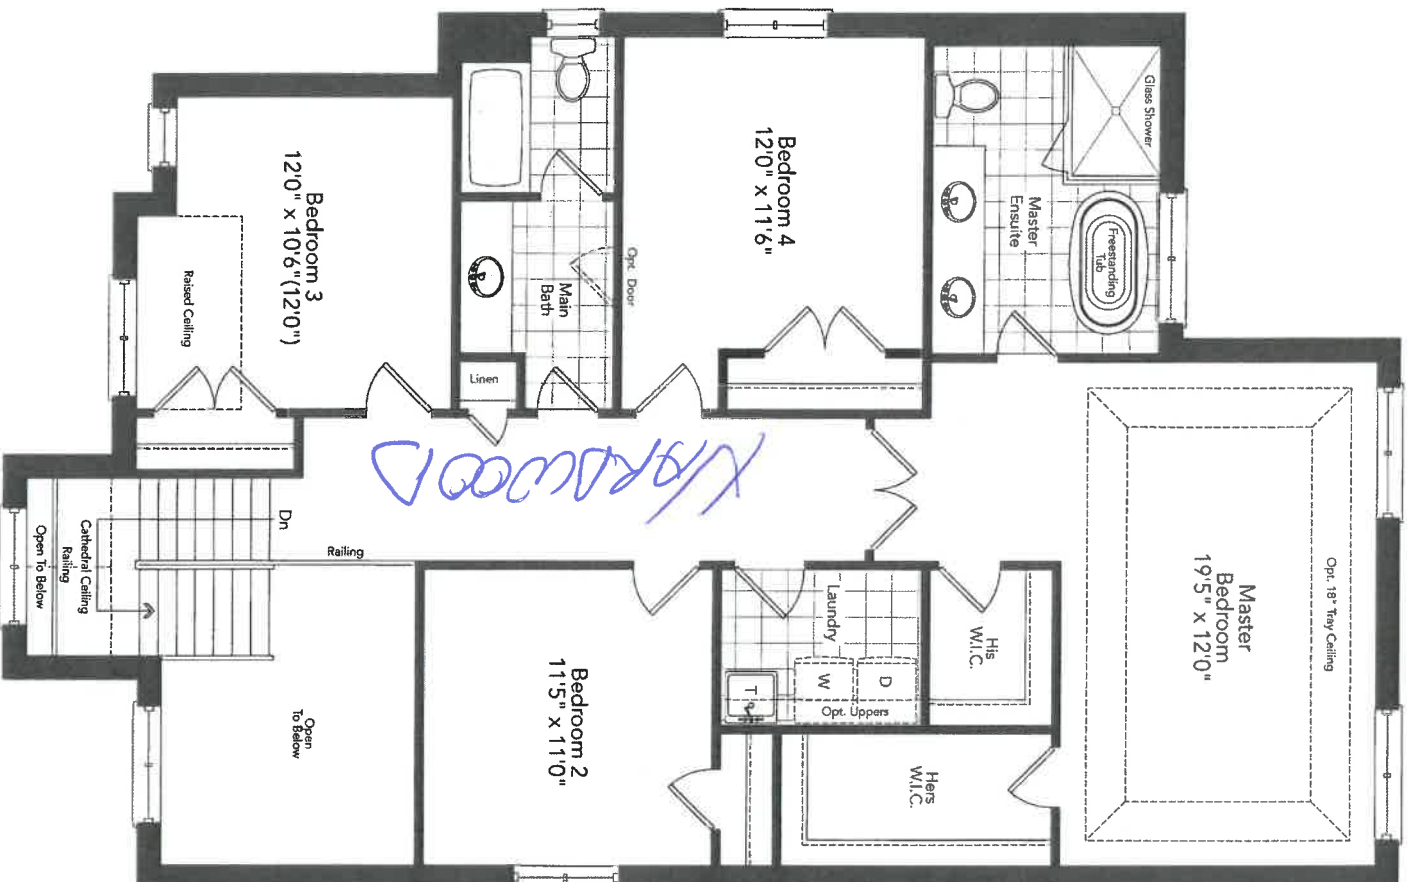 Glass Shower
Freestanding
Tub
Master
Ensuite
Bedroom 4
12'0" x 11'6"
Opt. Door
Main
Bath
Linen
Bedroom 3
12'0" x 10'6"(12'0")
Raised Ceiling
HARDWOOD
Dn
Railing
Cathedral Ceiling
Railing
Open To Below
Open
To Below
Bedroom 2
11'5" x 11'0"
Laundry
W
D
T
Opt. Uppers
His
W.I.C.
Hers
W.I.C.
Master
Bedroom
19'5" x 12'0"
Opt. 18" Tray Ceiling